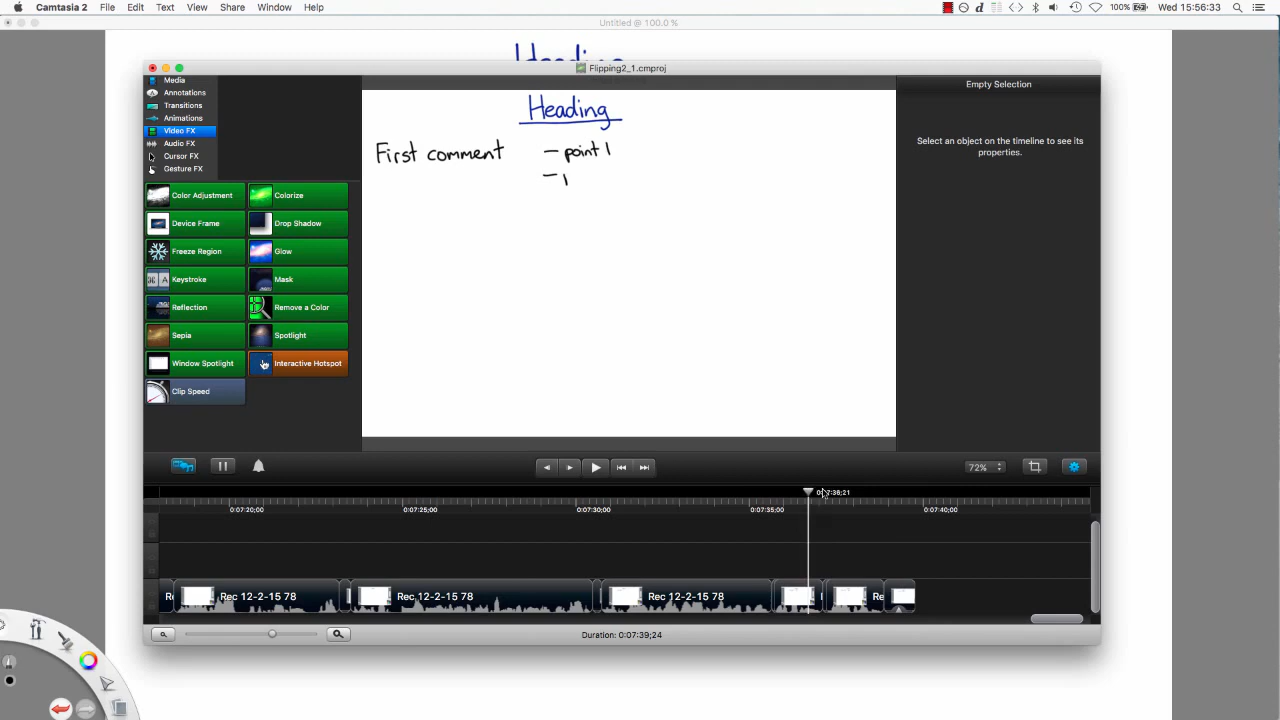 Camtasia 2 File Edit Text View Share Window Help 100% Wed 15:56:33
Untitled @ 100.0 %
Heading
Flipping2_1.cmproj
Media
Annotations
Transitions
Animations
Video FX
Audio FX
Cursor FX
Gesture FX
Color Adjustment Colorize
Device Frame Drop Shadow
Freeze Region Glow
Keystroke Mask
Reflection Remove a Color
Sepia Spotlight
Window Spotlight Interactive Hotspot
Clip Speed
Heading
First comment – point 1
–
Empty Selection
Select an object on the timeline to see its
properties.
72%
0:07:20;00 0:07:25;00 0:07:30;00 0:07:35;00 0:07:40;00
Rec 12-2-15 78 Rec 12-2-15 78 Rec 12-2-15 78
Duration: 0:07:39;24